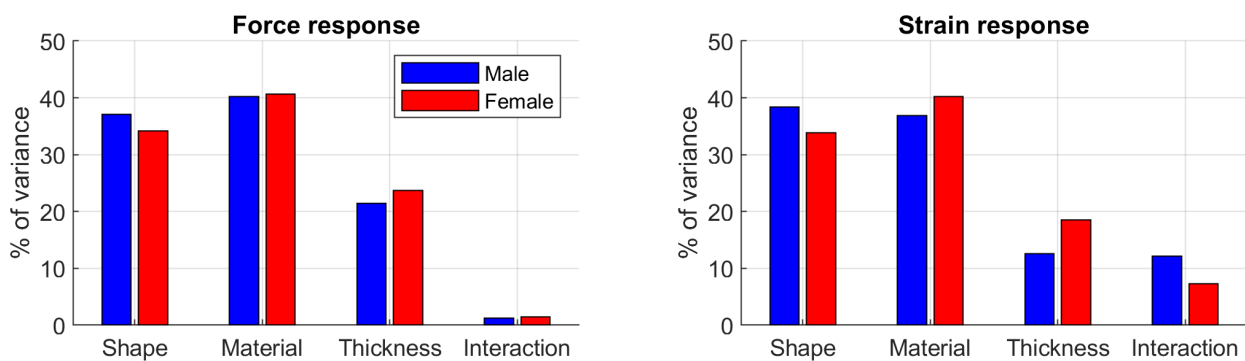 Force response
% of variance
50
40
30
20
10
0
Male
Female
Shape
Material
Thickness
Interaction
Strain response
% of variance
50
40
30
20
10
0
Shape
Material
Thickness
Interaction